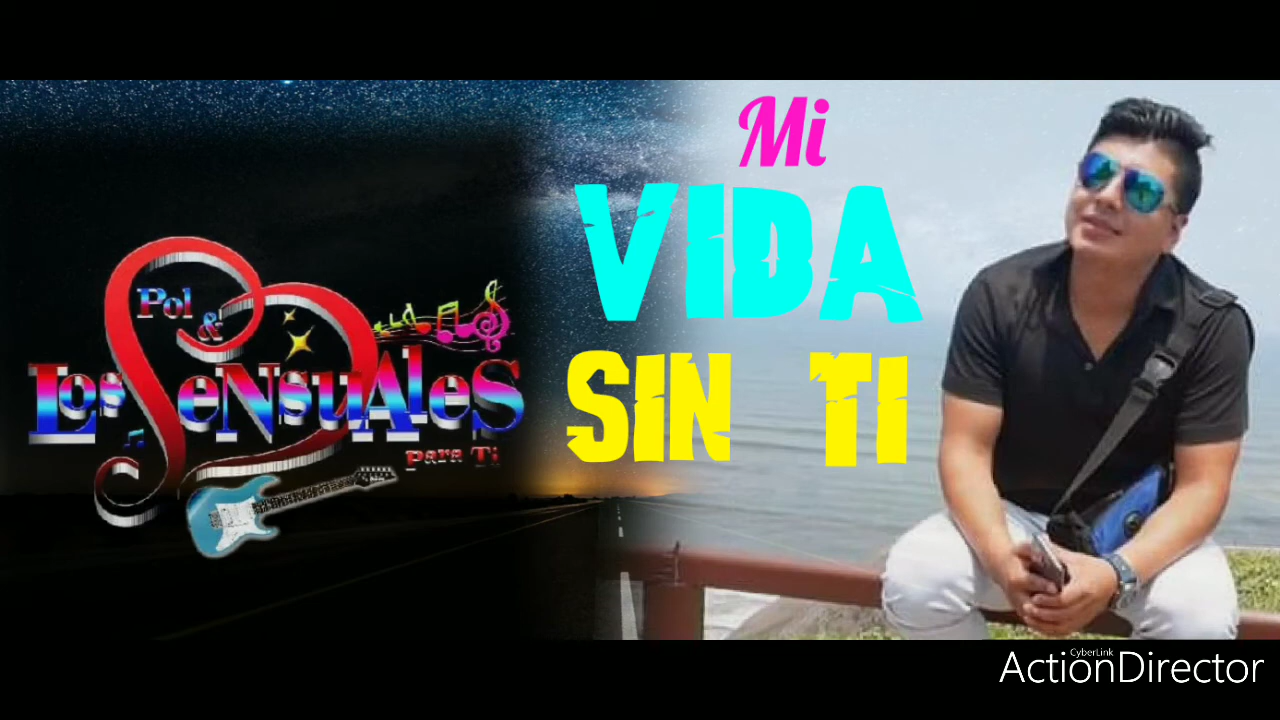 Pol
&
Los SeNsuAleS
Para Ti
Mi
VIDA
SIN TI
CyberLink
ActionDirector